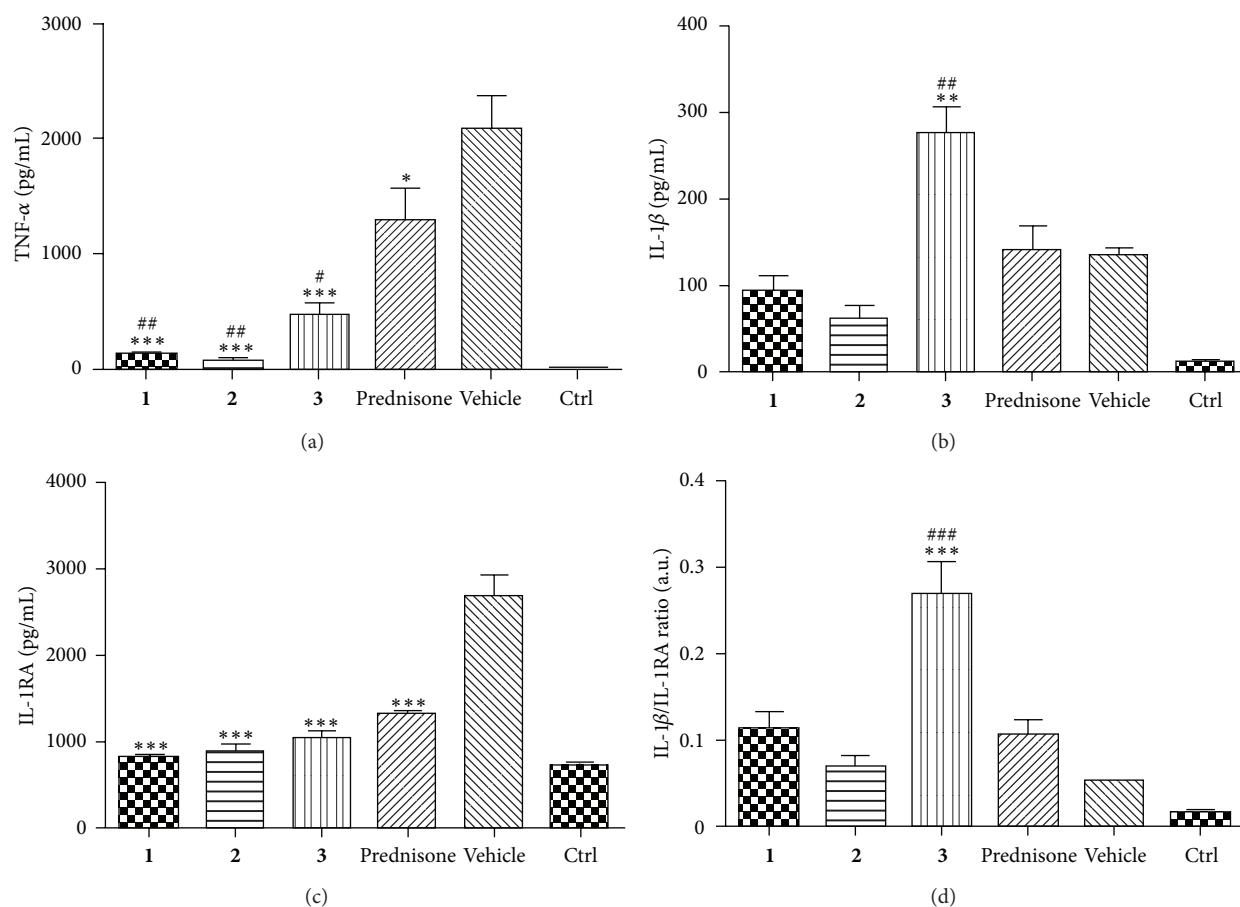 3000
2000
1000
0
TNF-α (pg/mL)
##
***
##
***
#
***
*
1 2 3 Prednisone Vehicle Ctrl
(a)
400
300
200
100
0
IL-1β (pg/mL)
##
**
1 2 3 Prednisone Vehicle Ctrl
(b)
4000
3000
2000
1000
0
IL-1RA (pg/mL)
***
***
***
***
1 2 3 Prednisone Vehicle Ctrl
(c)
0.4
0.3
0.2
0.1
0
IL-1β/IL-1RA ratio (a.u.)
###
***
1 2 3 Prednisone Vehicle Ctrl
(d)